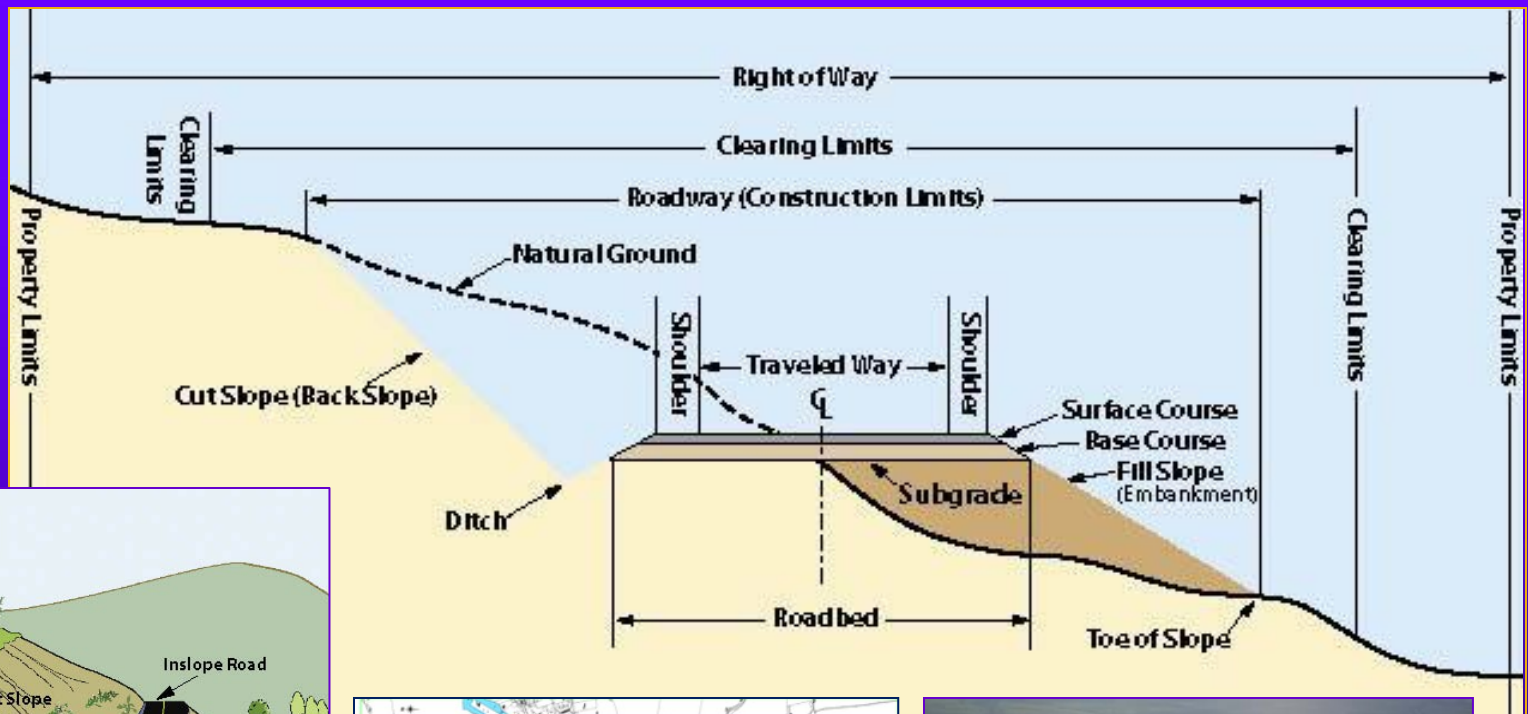 Right of Way
Clearing Limits
Clearing
Limits
Roadway (Construction Limits)
Property Limits
Natural Ground
Clearing Limits
Property Limits
Shoulder
Traveled Way
Shoulder
Cut Slope (Back Slope)
CL
Surface Course
Base Course
Fill Slope
(Embankment)
Subgrade
Ditch
Roadbed
Toe of Slope
Inslope Road
Slope